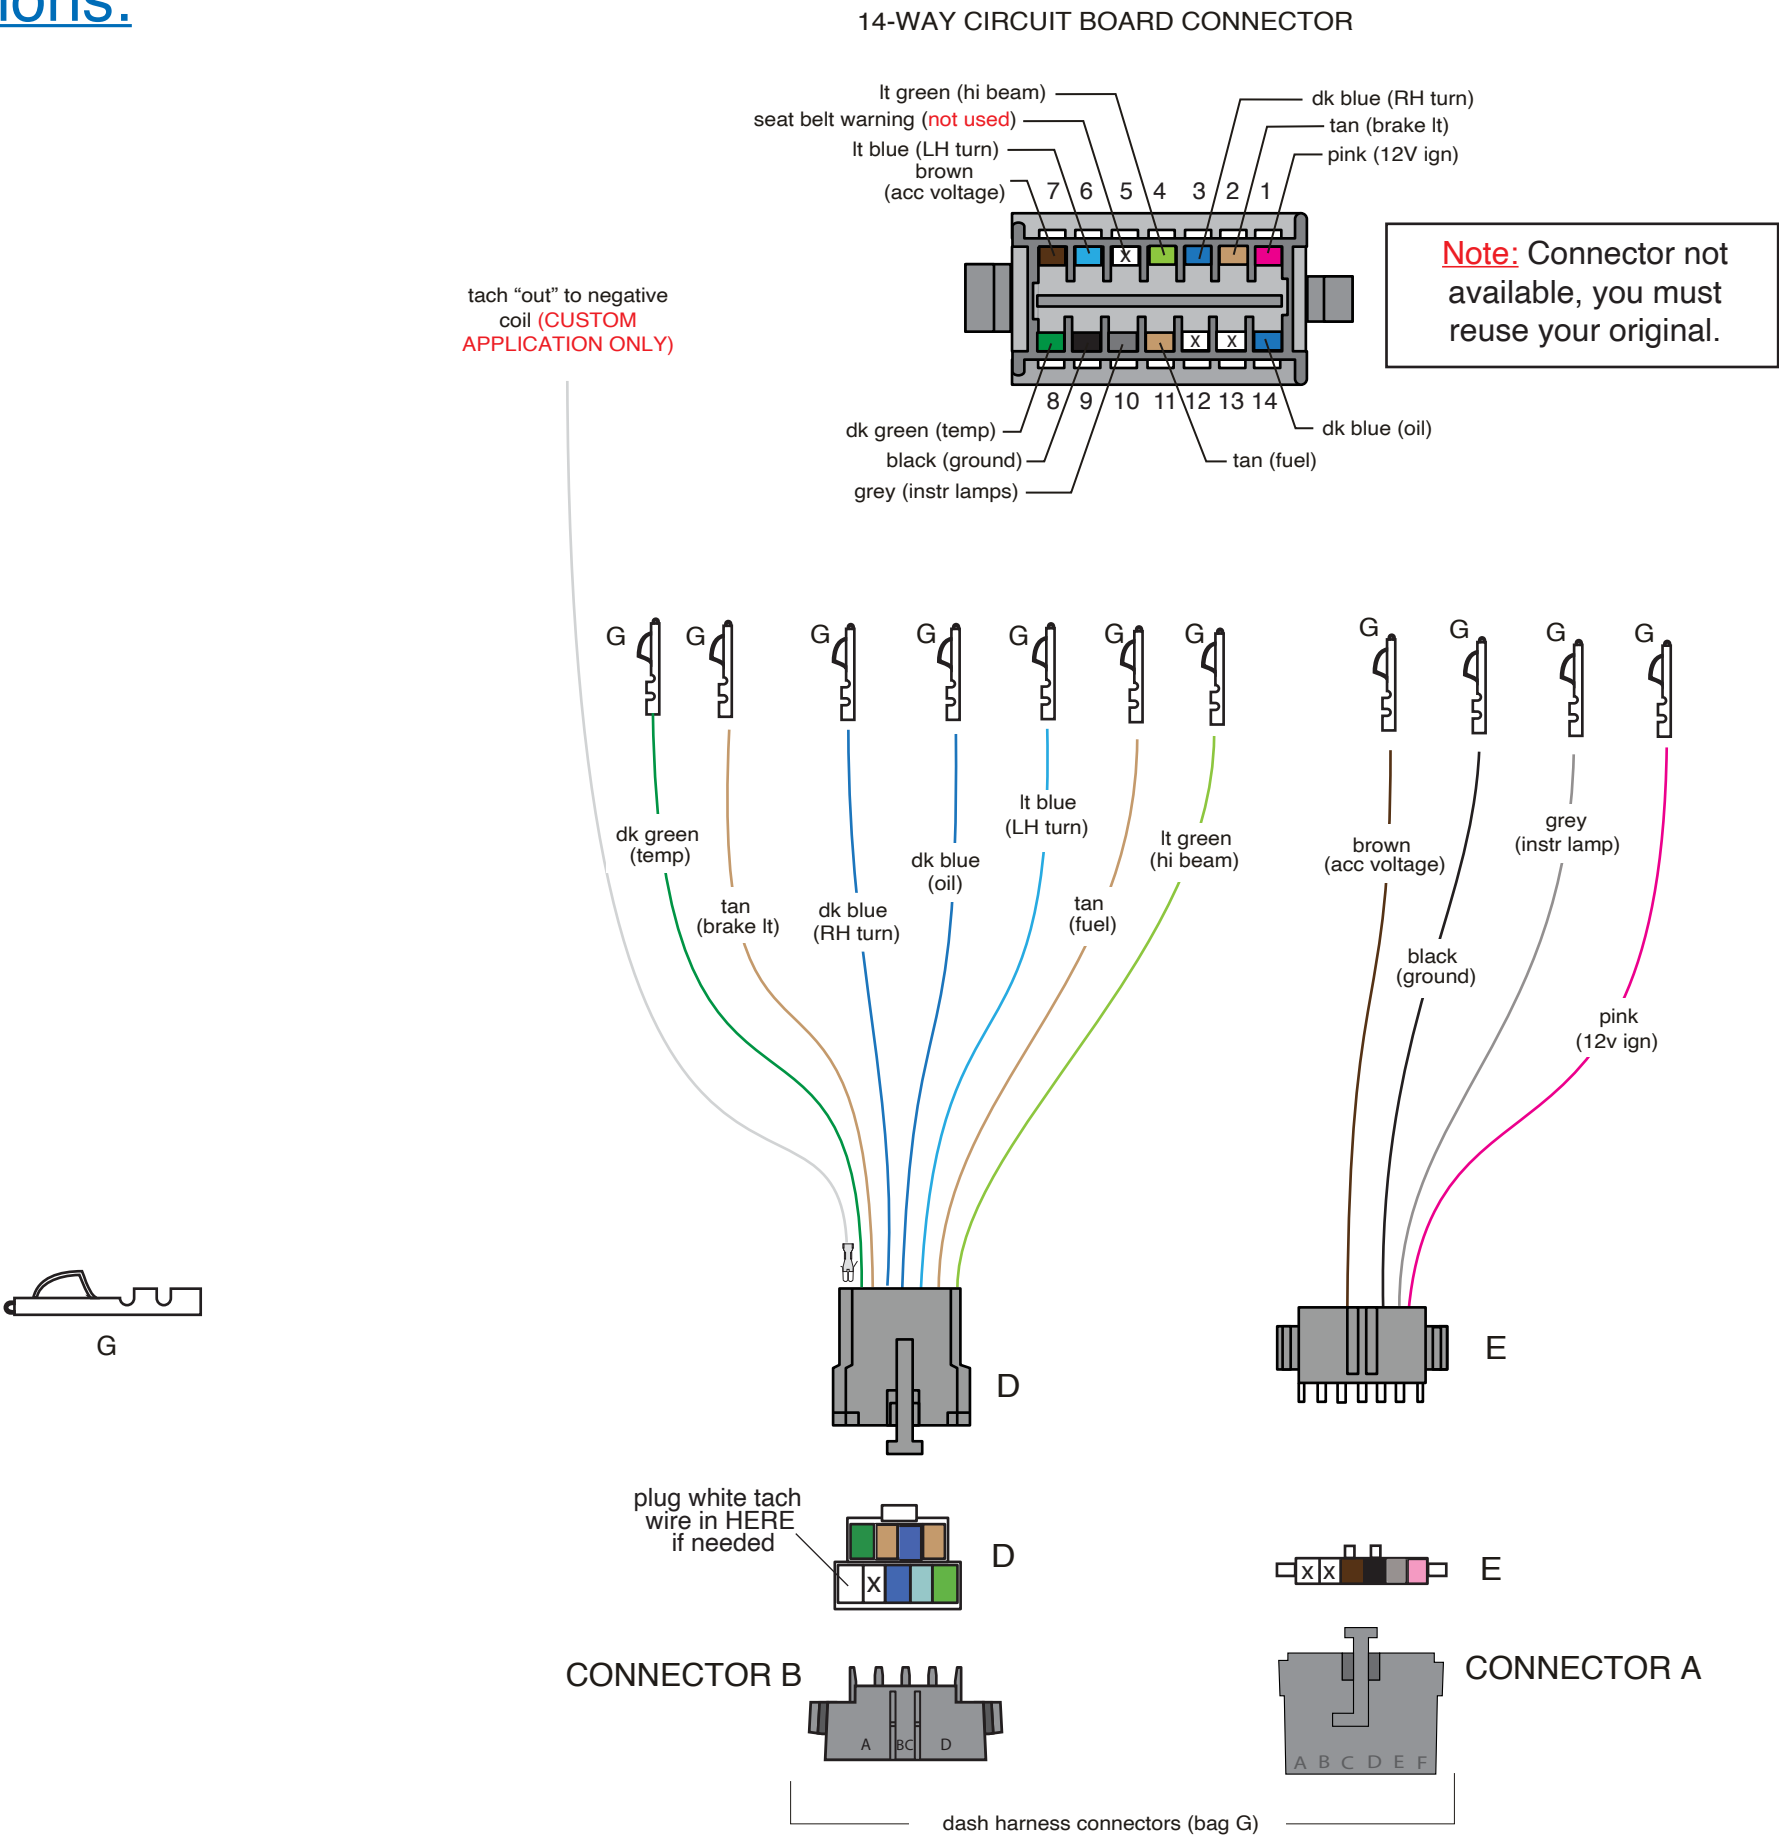 ions:
14-WAY CIRCUIT BOARD CONNECTOR
lt green (hi beam)
seat belt warning (not used)
lt blue (LH turn)
brown
(acc voltage)
dk blue (RH turn)
tan (brake lt)
pink (12V ign)
7 6 5 4 3 2 1
X
X X
8 9 10 11 12 13 14
dk green (temp)
black (ground)
grey (instr lamps)
dk blue (oil)
tan (fuel)
Note: Connector not
available, you must
reuse your original.
tach “out” to negative
coil (CUSTOM
APPLICATION ONLY)
G G G G G G G G G G G
dk green
(temp)
tan
(brake lt)
dk blue
(RH turn)
dk blue
(oil)
lt blue
(LH turn)
tan
(fuel)
lt green
(hi beam)
brown
(acc voltage)
black
(ground)
grey
(instr lamp)
pink
(12v ign)
G
D
E
plug white tach
wire in HERE
if needed
X
D
X X
E
CONNECTOR B
A BC D
CONNECTOR A
A B C D E F
dash harness connectors (bag G)